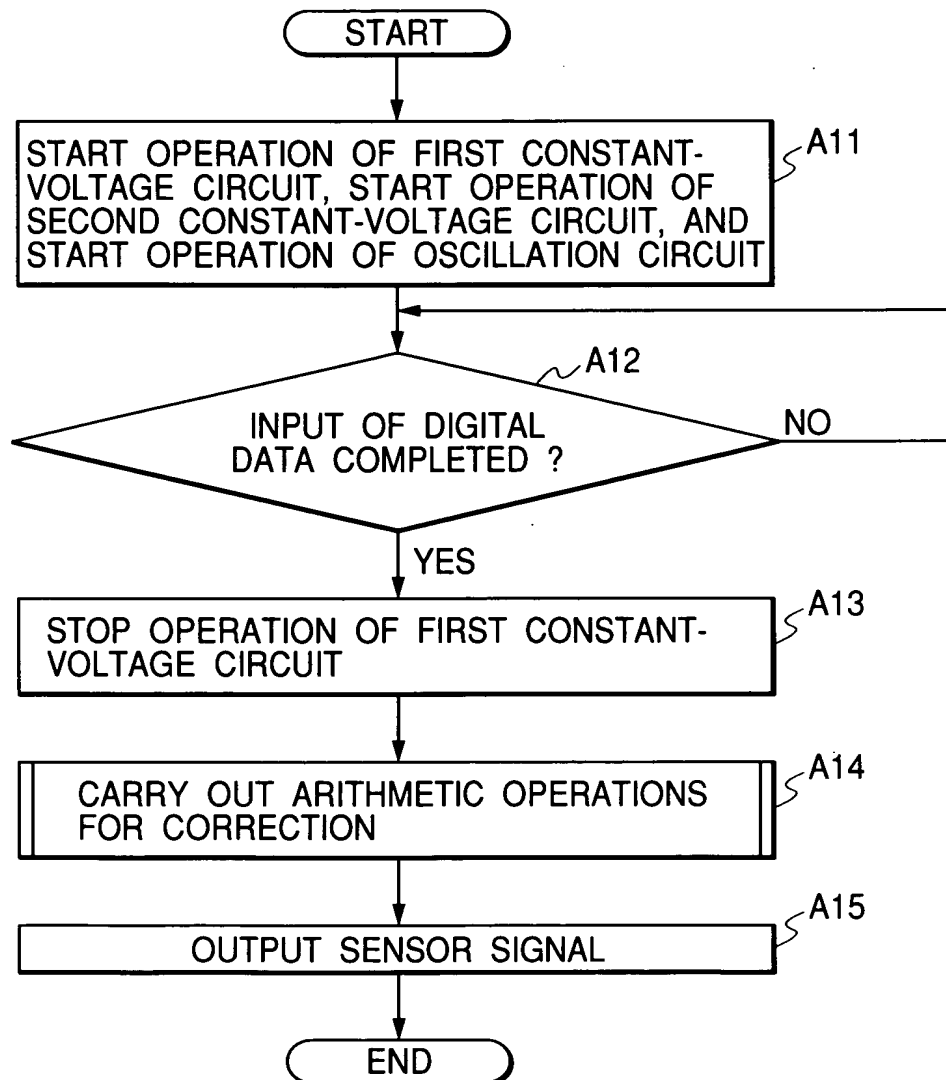 START
START OPERATION OF FIRST CONSTANT-
VOLTAGE CIRCUIT, START OPERATION OF
SECOND CONSTANT-VOLTAGE CIRCUIT, AND
START OPERATION OF OSCILLATION CIRCUIT
A11
A12
INPUT OF DIGITAL
DATA COMPLETED ?
NO
YES
STOP OPERATION OF FIRST CONSTANT-
VOLTAGE CIRCUIT
A13
CARRY OUT ARITHMETIC OPERATIONS
FOR CORRECTION
A14
OUTPUT SENSOR SIGNAL
A15
END